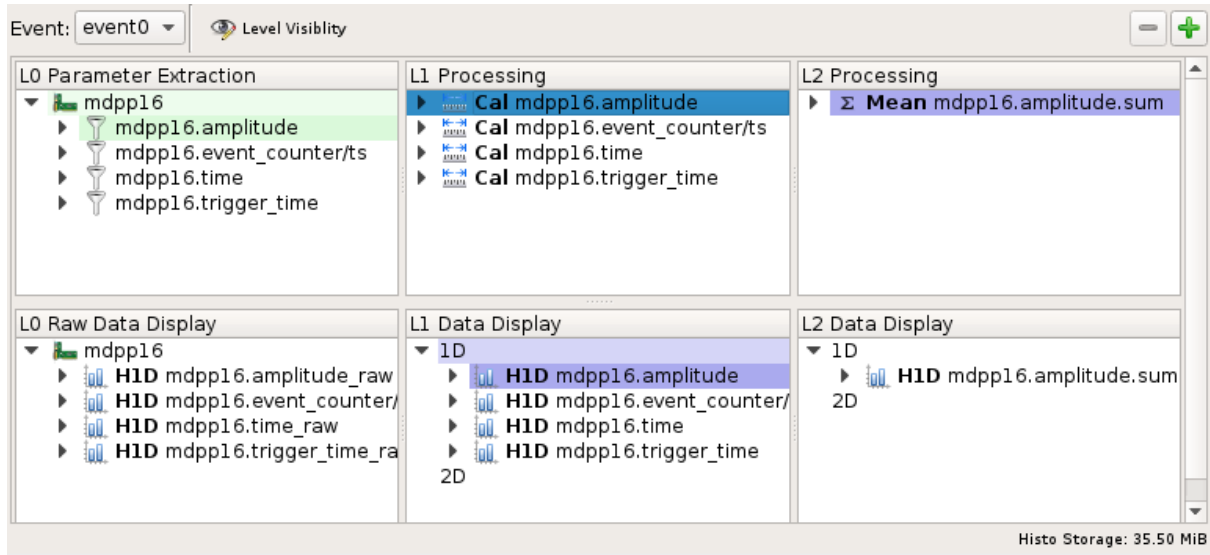 Event: event0 Level Visiblity
L0 Parameter Extraction
mdpp16
mdpp16.amplitude
mdpp16.event_counter/ts
mdpp16.time
mdpp16.trigger_time
L1 Processing
Cal mdpp16.amplitude
Cal mdpp16.event_counter/ts
Cal mdpp16.time
Cal mdpp16.trigger_time
L2 Processing
Σ Mean mdpp16.amplitude.sum
L0 Raw Data Display
mdpp16
H1D mdpp16.amplitude_raw
H1D mdpp16.event_counter/
H1D mdpp16.time_raw
H1D mdpp16.trigger_time_ra
L1 Data Display
1D
H1D mdpp16.amplitude
H1D mdpp16.event_counter/
H1D mdpp16.time
H1D mdpp16.trigger_time
2D
L2 Data Display
1D
H1D mdpp16.amplitude.sum
2D
Histo Storage: 35.50 MiB